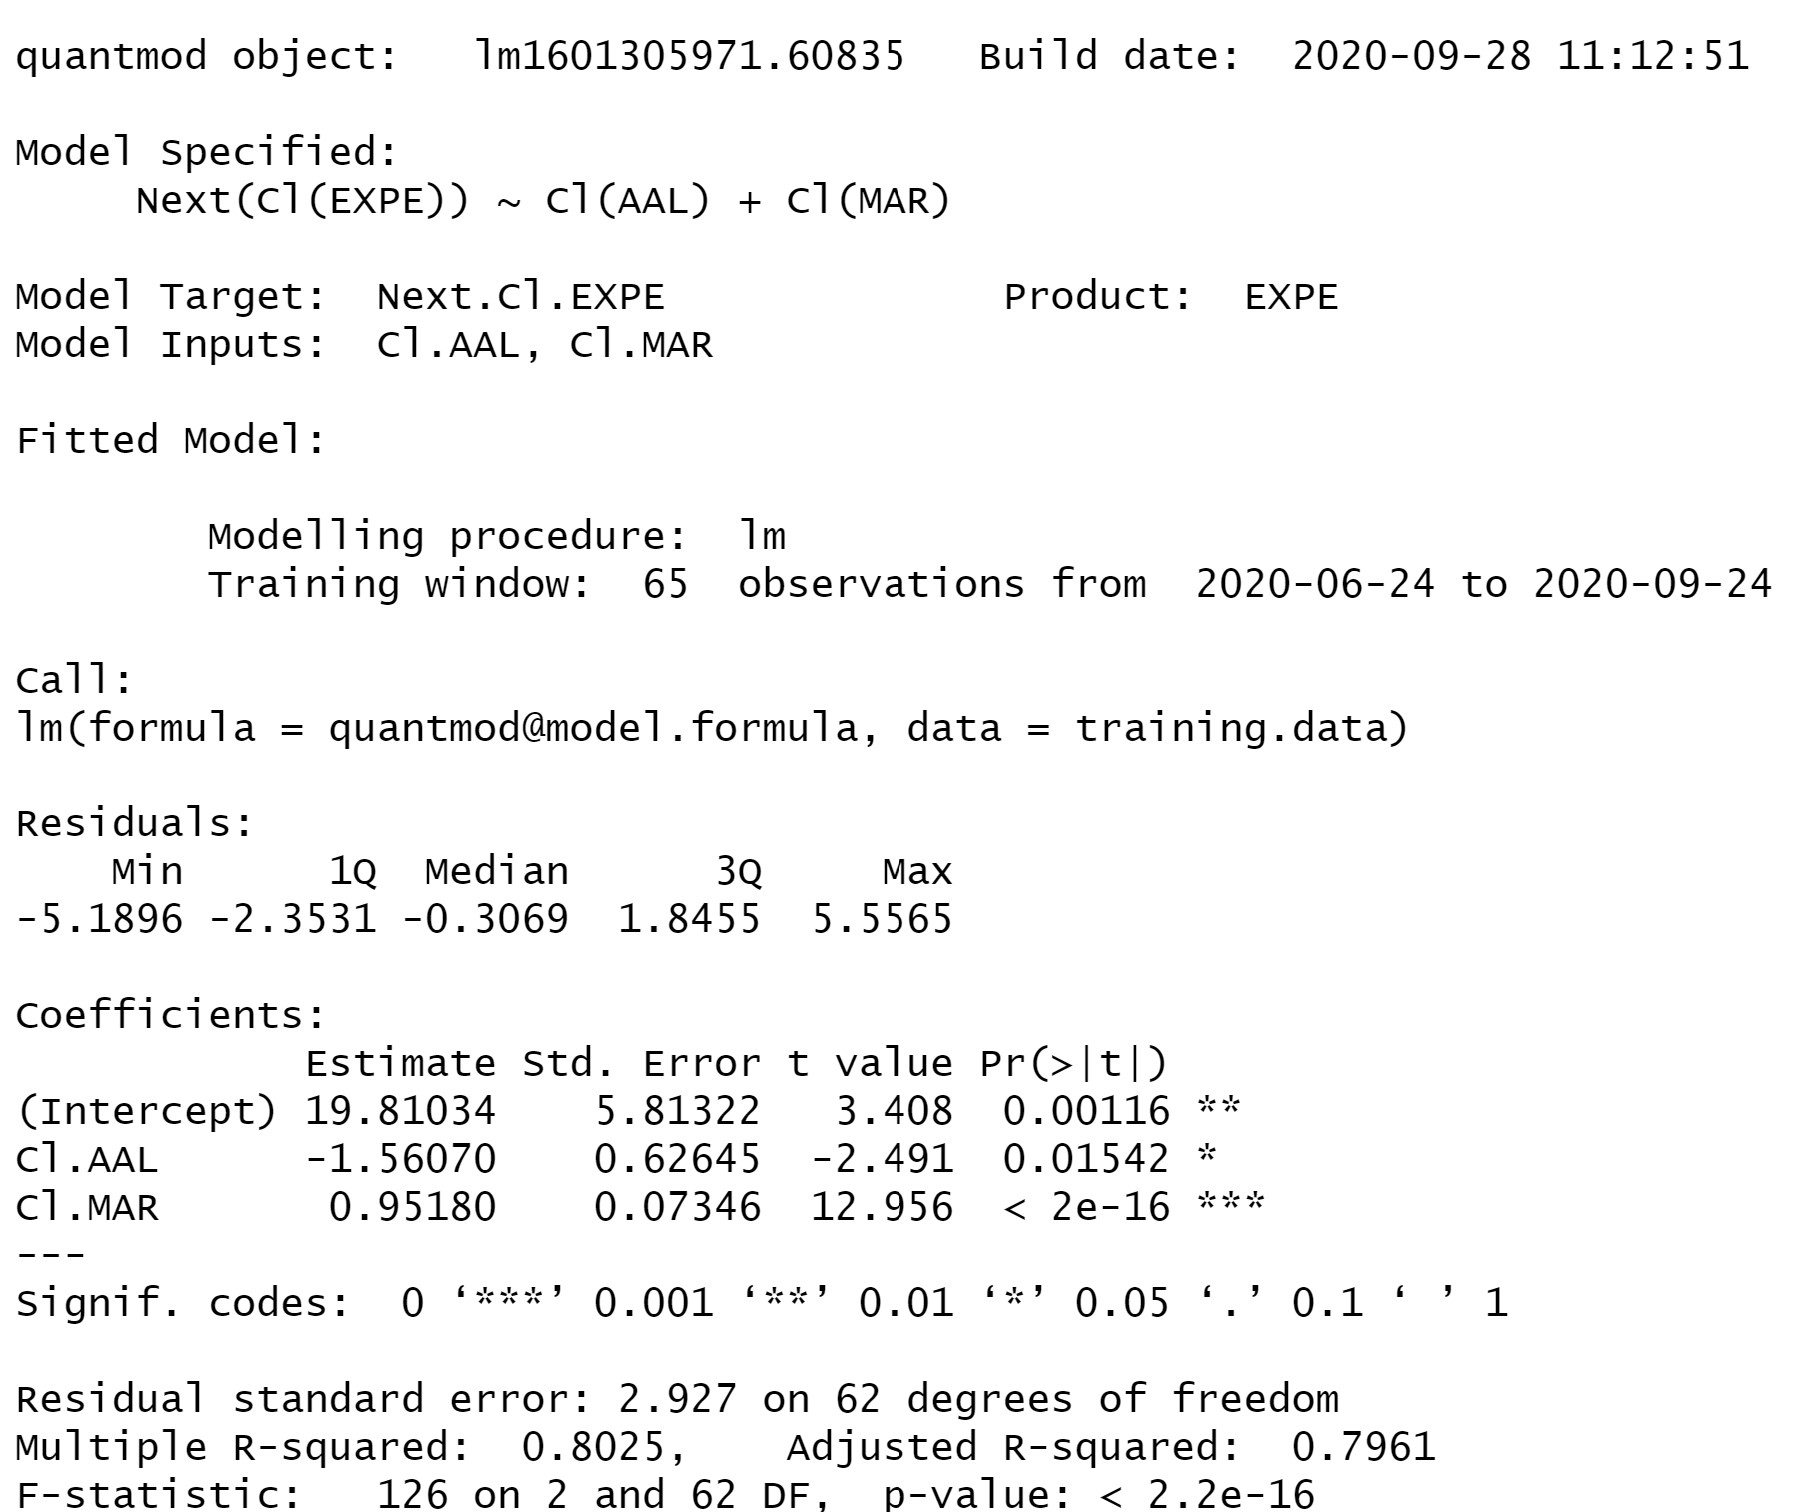 quantmod object:   lm1601305971.60835   Build date:  2020-09-28 11:12:51
Model Specified:
     Next(Cl(EXPE)) ~ Cl(AAL) + Cl(MAR)
Model Target:  Next.Cl.EXPE              Product:  EXPE
Model Inputs:  Cl.AAL, Cl.MAR
Fitted Model:
        Modelling procedure:  lm
        Training window:  65  observations from  2020-06-24 to 2020-09-24
Call:
lm(formula = quantmod@model.formula, data = training.data)
Residuals:
    Min      1Q  Median      3Q     Max
-5.1896 -2.3531 -0.3069  1.8455  5.5565
Coefficients:
            Estimate Std. Error t value Pr(>|t|)
(Intercept) 19.81034    5.81322   3.408  0.00116 **
Cl.AAL      -1.56070    0.62645  -2.491  0.01542 *
Cl.MAR       0.95180    0.07346  12.956  < 2e-16 ***
---
Signif. codes:  0 ‘***’ 0.001 ‘**’ 0.01 ‘*’ 0.05 ‘.’ 0.1 ‘ ’ 1
Residual standard error: 2.927 on 62 degrees of freedom
Multiple R-squared:  0.8025,    Adjusted R-squared:  0.7961
F-statistic:   126 on 2 and 62 DF,  p-value: < 2.2e-16